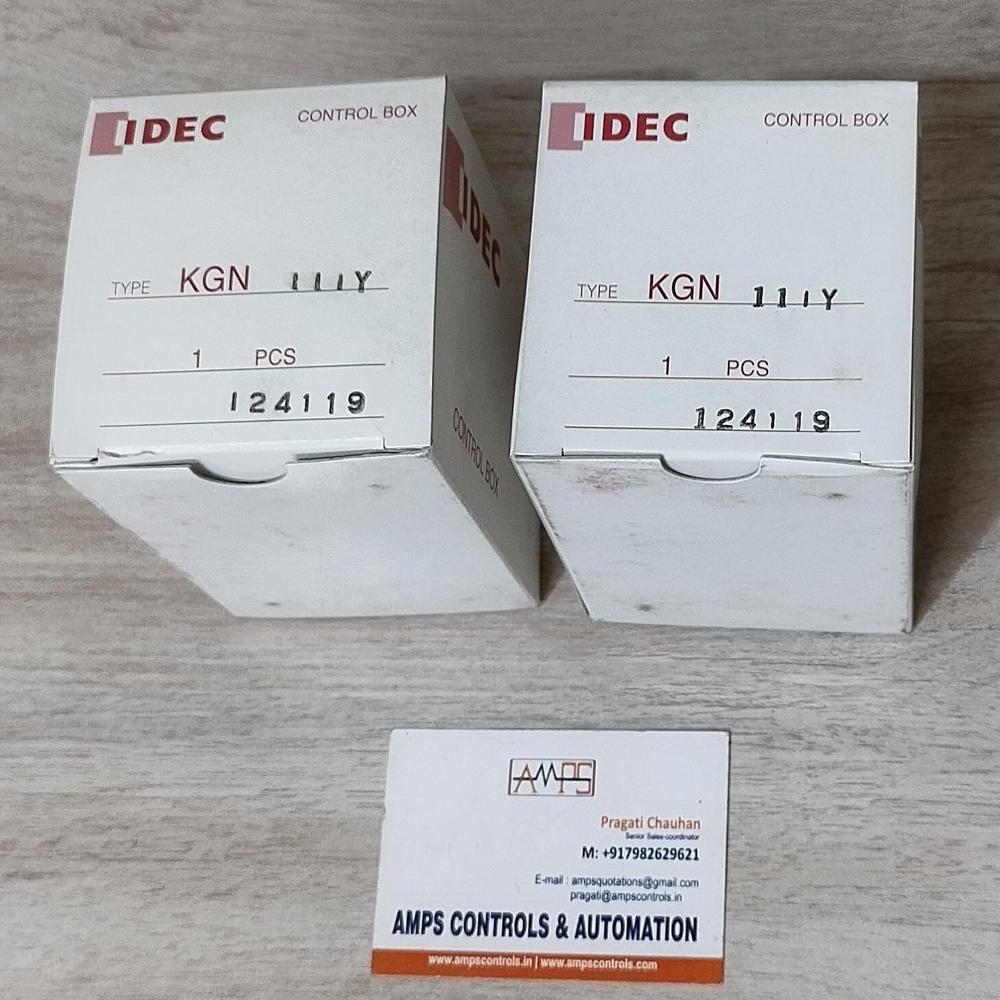 IDEC CONTROL BOX
TYPE KGN 111Y
1 PCS
124119
IDEC
CONTROL BOX
IDEC CONTROL BOX
TYPE KGN 111Y
1 PCS
124119
AMPS
Pragati Chauhan
Senior Sales-coordinator
M: +917982629621
E-mail : ampsquotations@gmail.com
pragati@ampscontrols.in
AMPS CONTROLS & AUTOMATION
www.ampscontrols.in | www.ampscontrols.com